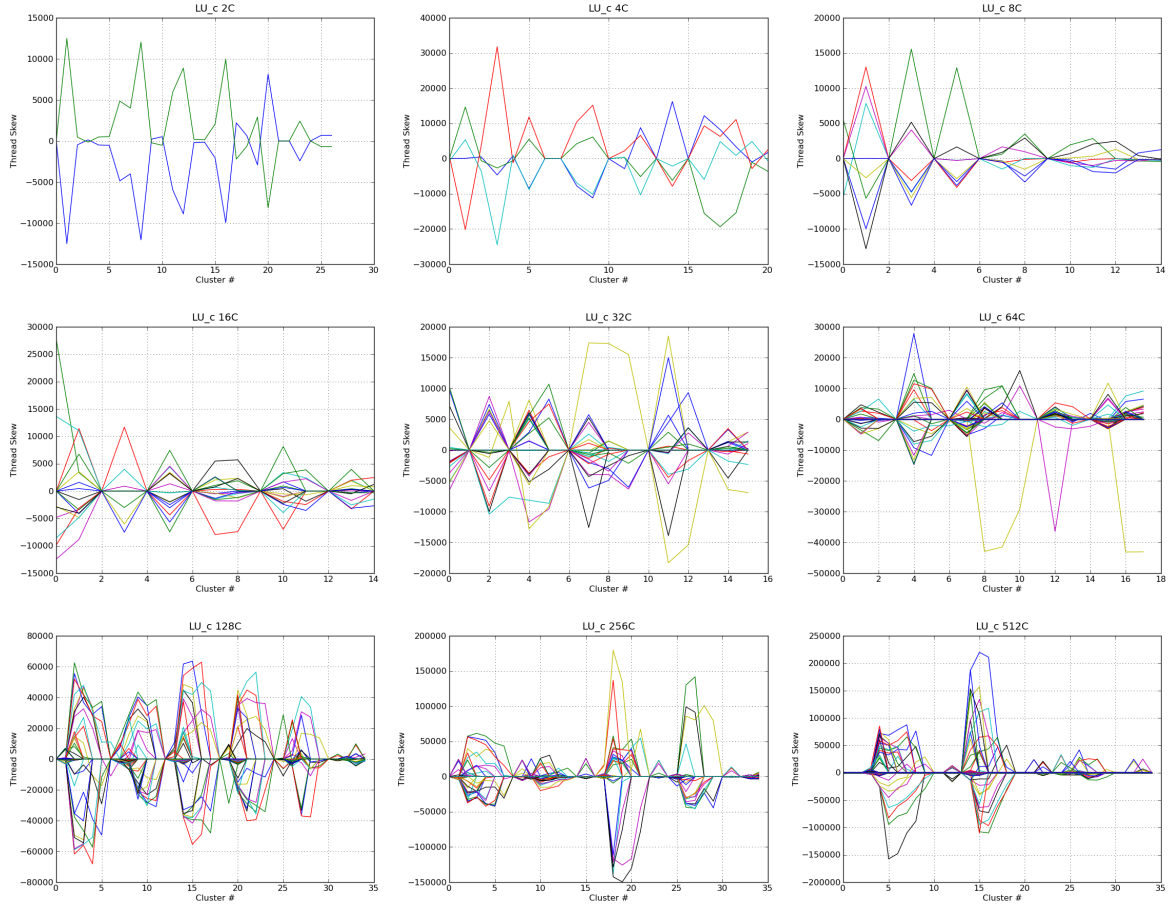 LU_c 2C
15000
10000
5000
0
−5000
−10000
−15000
Thread Skew
0 5 10 15 20 25 30
Cluster #
LU_c 4C
40000
30000
20000
10000
0
−10000
−20000
−30000
Thread Skew
0 5 10 15 20
Cluster #
LU_c 8C
20000
15000
10000
5000
0
−5000
−10000
−15000
Thread Skew
0 2 4 6 8 10 12 14
Cluster #
LU_c 16C
30000
25000
20000
15000
10000
5000
0
−5000
−10000
−15000
Thread Skew
0 2 4 6 8 10 12 14
Cluster #
LU_c 32C
20000
15000
10000
5000
0
−5000
−10000
−15000
−20000
Thread Skew
0 2 4 6 8 10 12 14 16
Cluster #
LU_c 64C
30000
20000
10000
0
−10000
−20000
−30000
−40000
−50000
Thread Skew
0 2 4 6 8 10 12 14 16 18
Cluster #
LU_c 128C
80000
60000
40000
20000
0
−20000
−40000
−60000
−80000
Thread Skew
0 5 10 15 20 25 30 35
Cluster #
LU_c 256C
200000
150000
100000
50000
0
−50000
−100000
−150000
Thread Skew
0 5 10 15 20 25 30 35
Cluster #
LU_c 512C
250000
200000
150000
100000
50000
0
−50000
−100000
−150000
−200000
Thread Skew
0 5 10 15 20 25 30 35
Cluster #